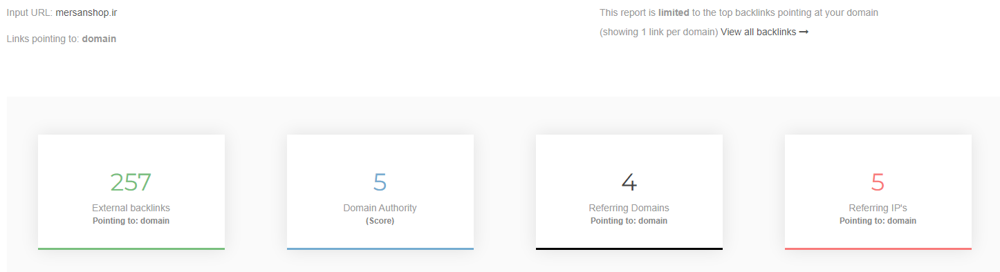 Input URL: mersanshop.ir
Links pointing to: domain
This report is limited to the top backlinks pointing at your domain
(showing 1 link per domain) View all backlinks ➞
257
External backlinks
Pointing to: domain
5
Domain Authority
(Score)
4
Referring Domains
Pointing to: domain
5
Referring IP's
Pointing to: domain